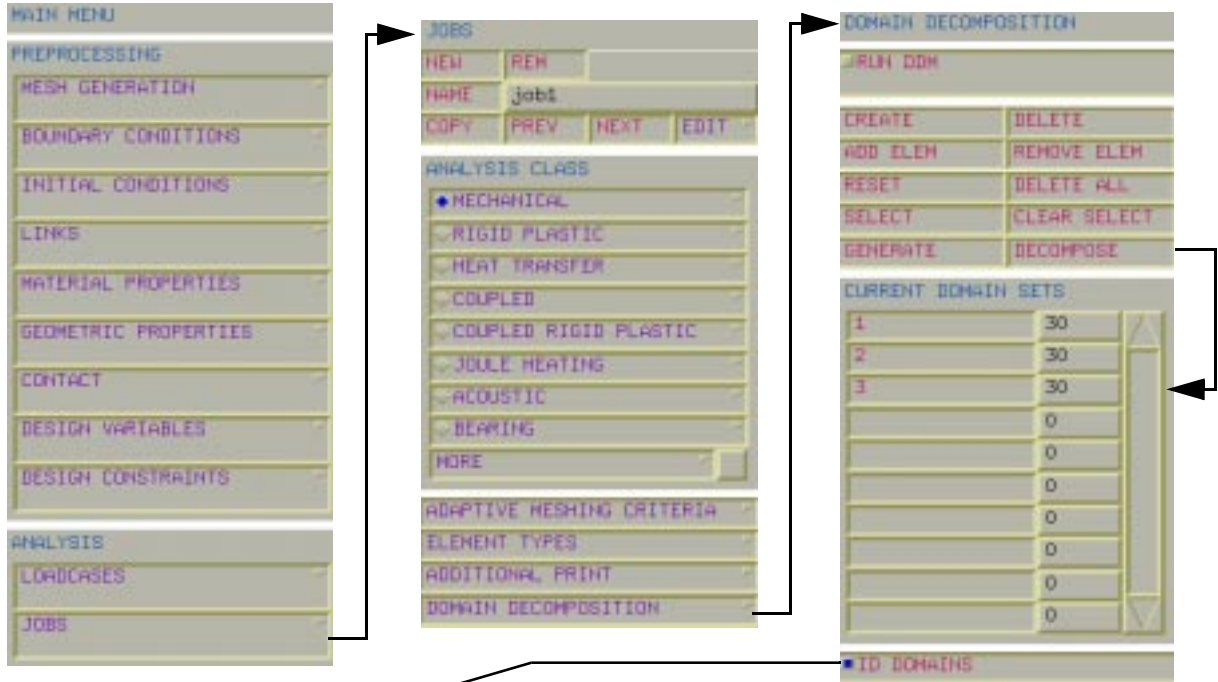 MAIN MENU
PREPROCESSING
MESH GENERATION
BOUNDARY CONDITIONS
INITIAL CONDITIONS
LINKS
MATERIAL PROPERTIES
GEOMETRIC PROPERTIES
CONTACT
DESIGN VARIABLES
DESIGN CONSTRAINTS
ANALYSIS
LOADCASES
JOBS
JOBS
NEW REM
NAME job1
COPY PREV NEXT EDIT
ANALYSIS CLASS
MECHANICAL
RIGID PLASTIC
HEAT TRANSFER
COUPLED
COUPLED RIGID PLASTIC
JOULE HEATING
ACOUSTIC
BEARING
MORE
ADAPTIVE MESHING CRITERIA
ELEMENT TYPES
ADDITIONAL PRINT
DOMAIN DECOMPOSITION
DOMAIN DECOMPOSITION
RUN DDM
CREATE DELETE
ADD ELEM REMOVE ELEM
RESET DELETE ALL
SELECT CLEAR SELECT
GENERATE DECOMPOSE
CURRENT DOMAIN SETS
1 30
2 30
3 30
0
0
0
0
0
0
0
ID DOMAINS